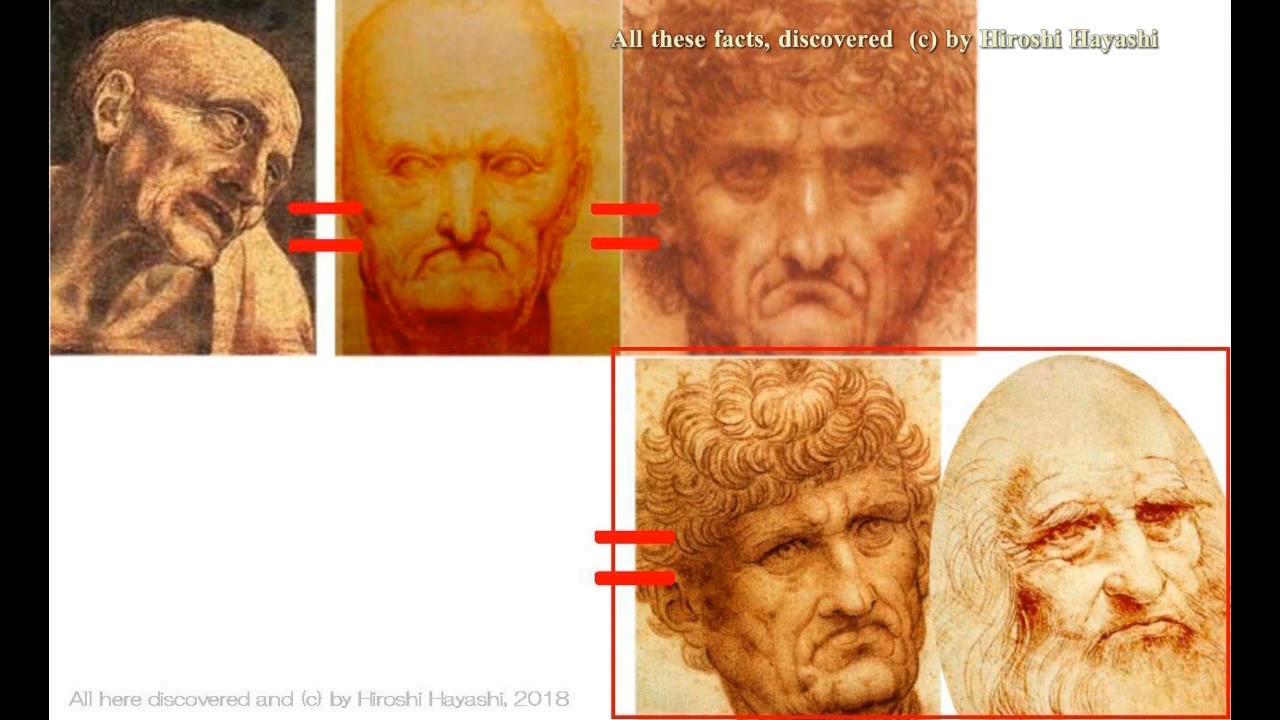 All these facts, discovered (c) by Hiroshi Hayashi
All here discovered and (c) by Hiroshi Hayashi, 2018